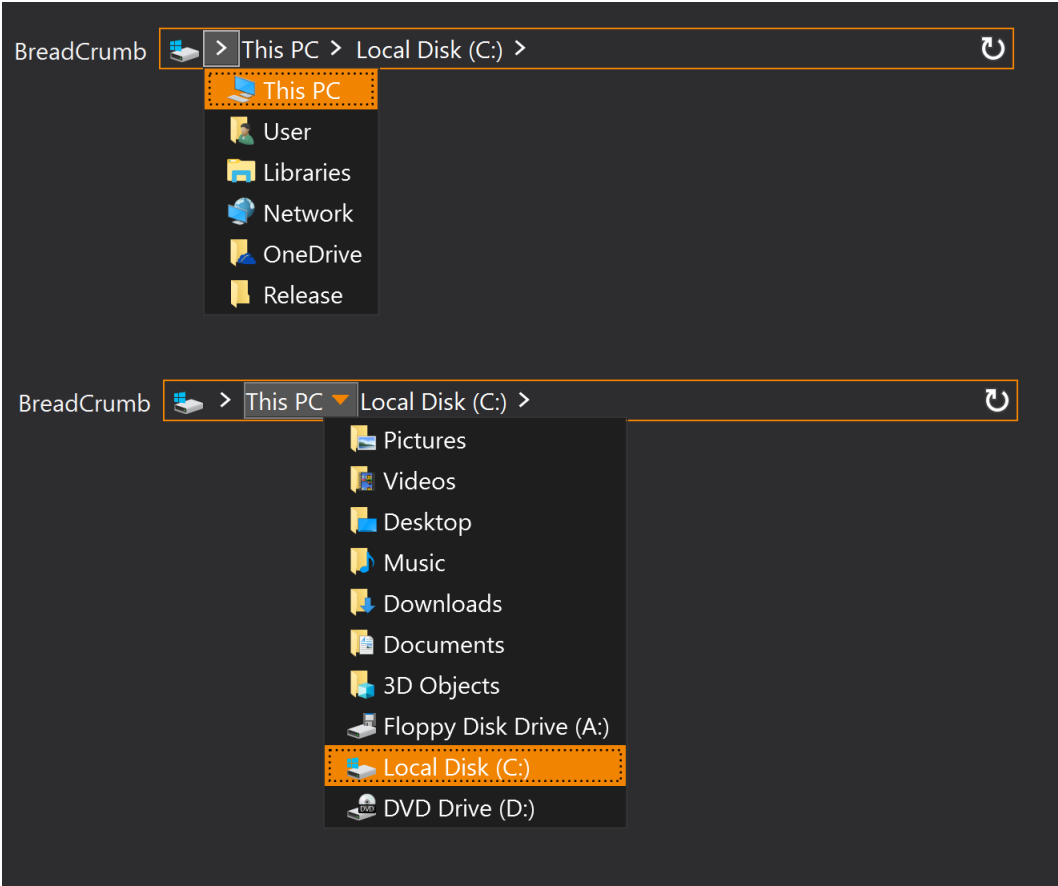 BreadCrumb > This PC > Local Disk (C:) >
This PC
User
Libraries
Network
OneDrive
Release
BreadCrumb > This PC Local Disk (C:) >
Pictures
Videos
Desktop
Music
Downloads
Documents
3D Objects
Floppy Disk Drive (A:)
Local Disk (C:)
DVD Drive (D:)